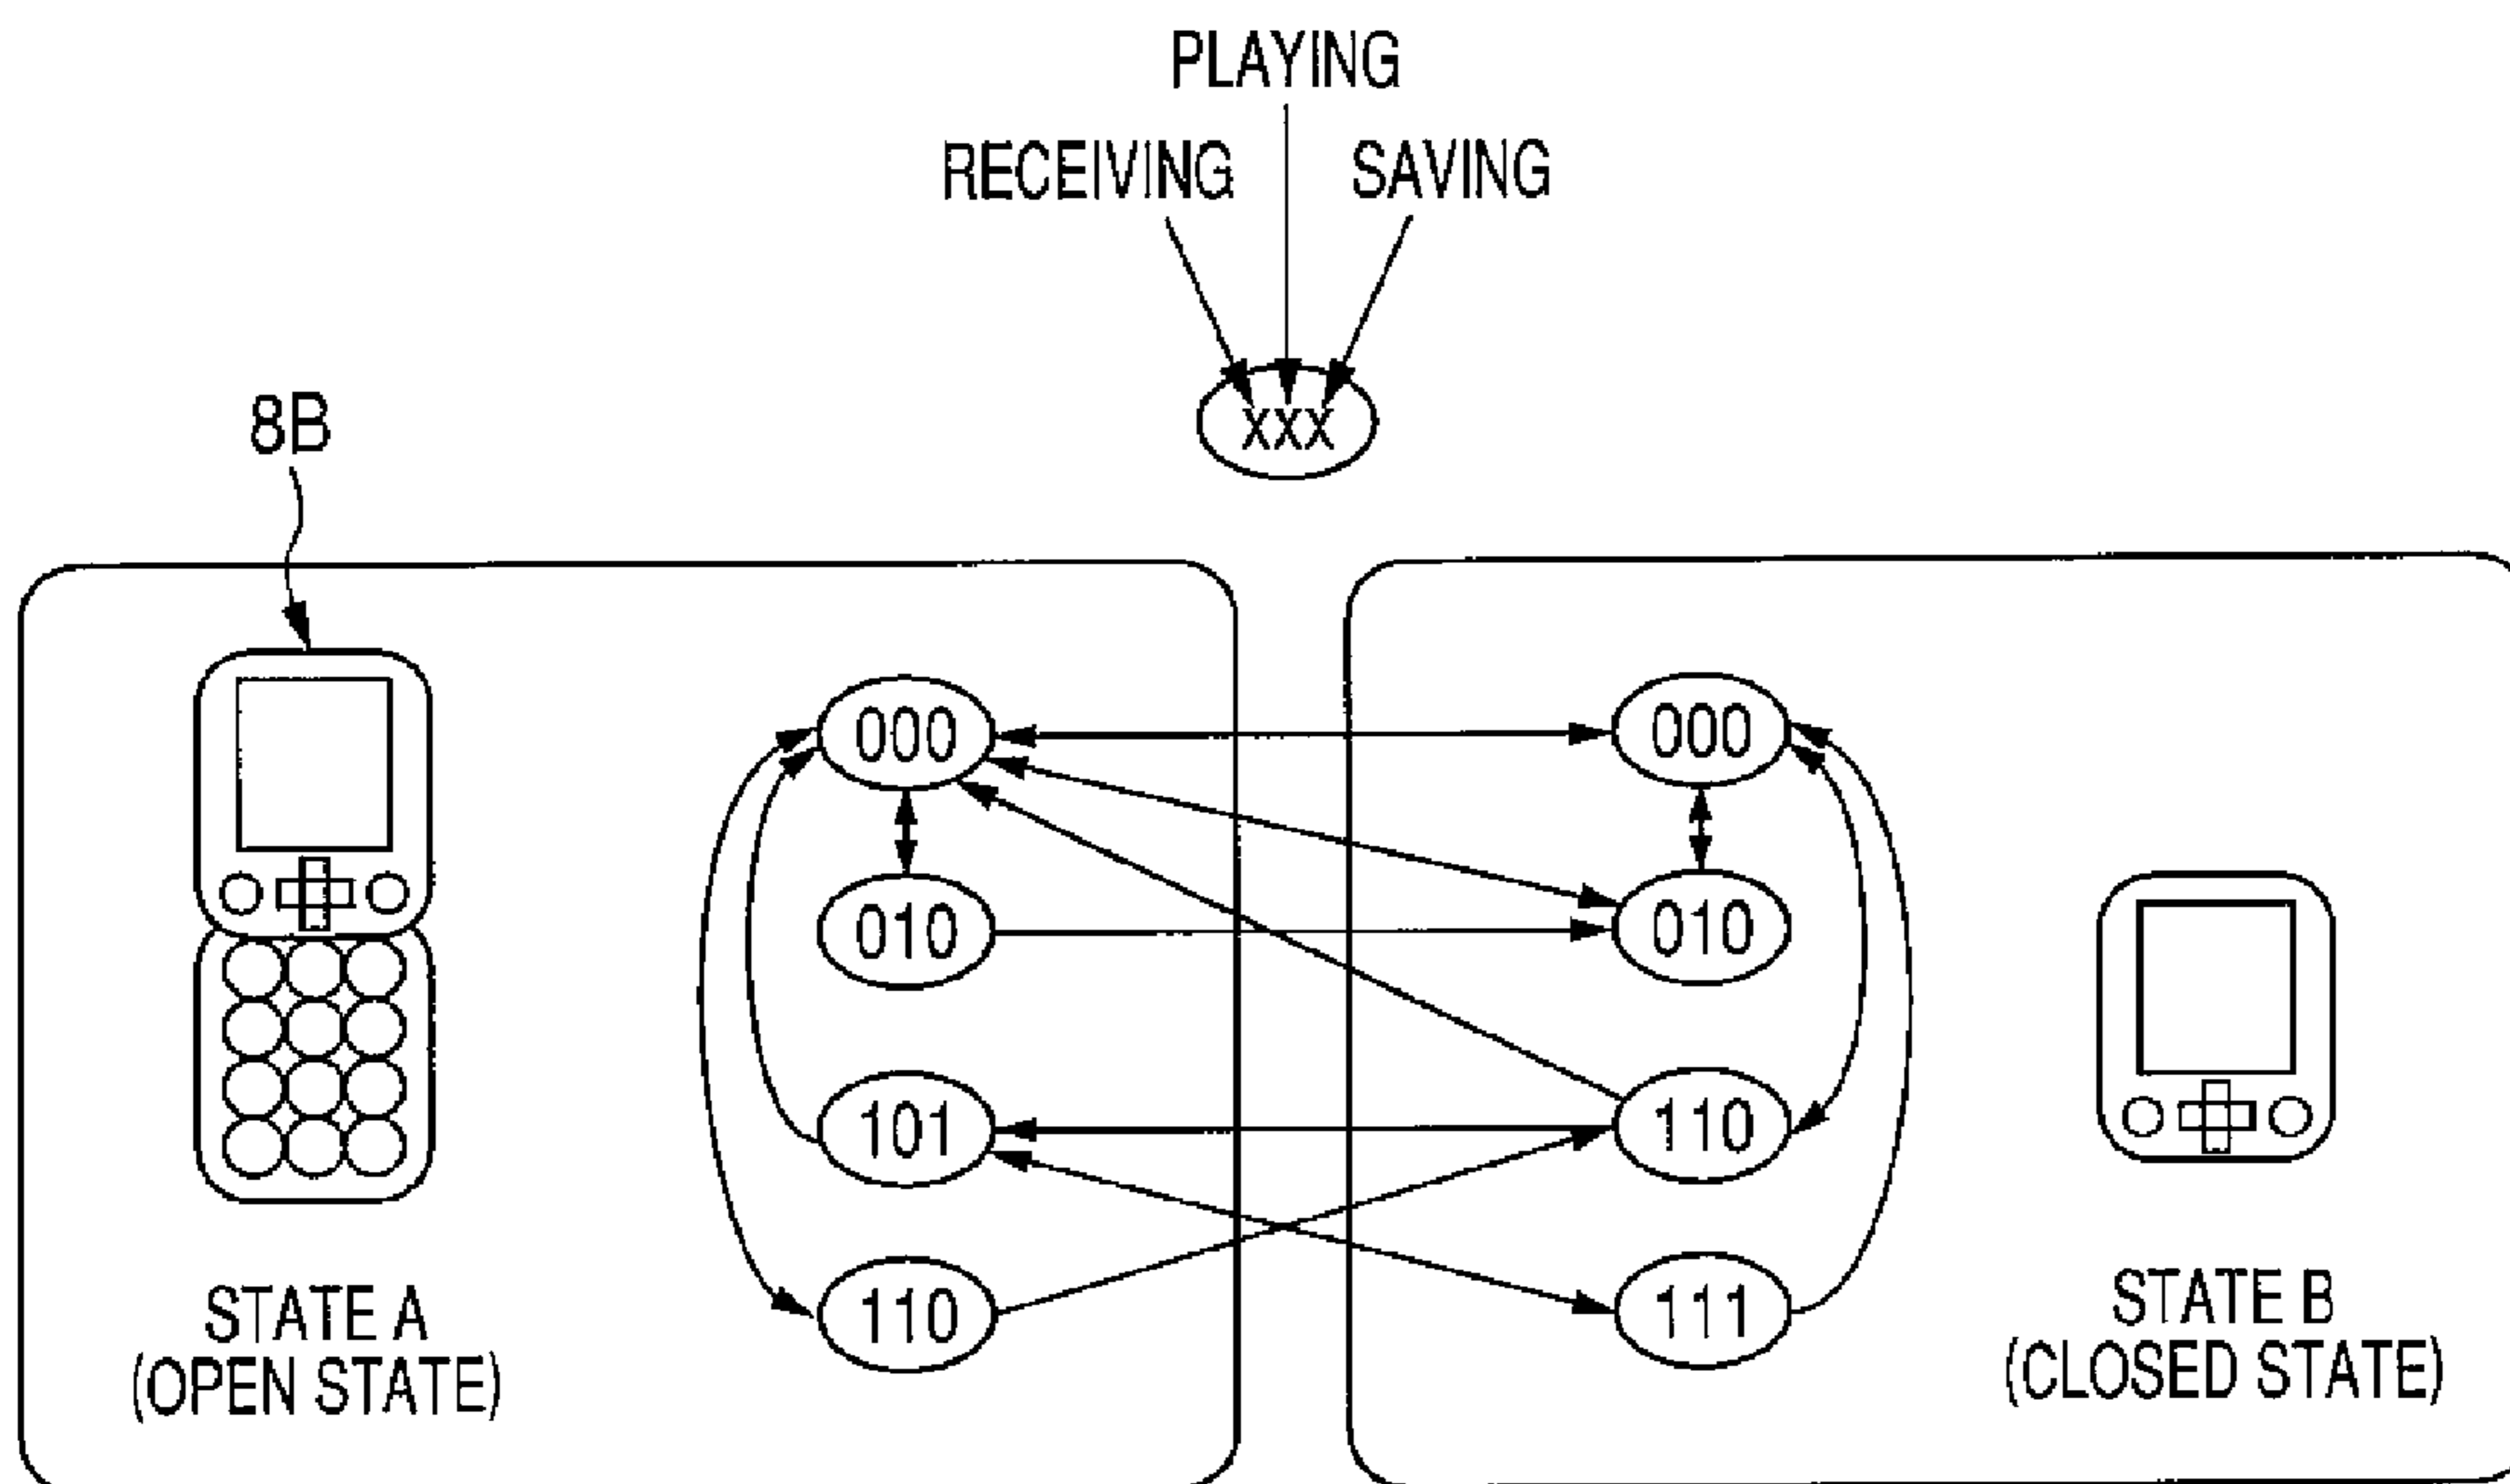 PLAYING
RECEIVING
SAVING
XXX
8B
000
000
010
010
101
110
110
111
STATE A
(OPEN STATE)
STATE B
(CLOSED STATE)